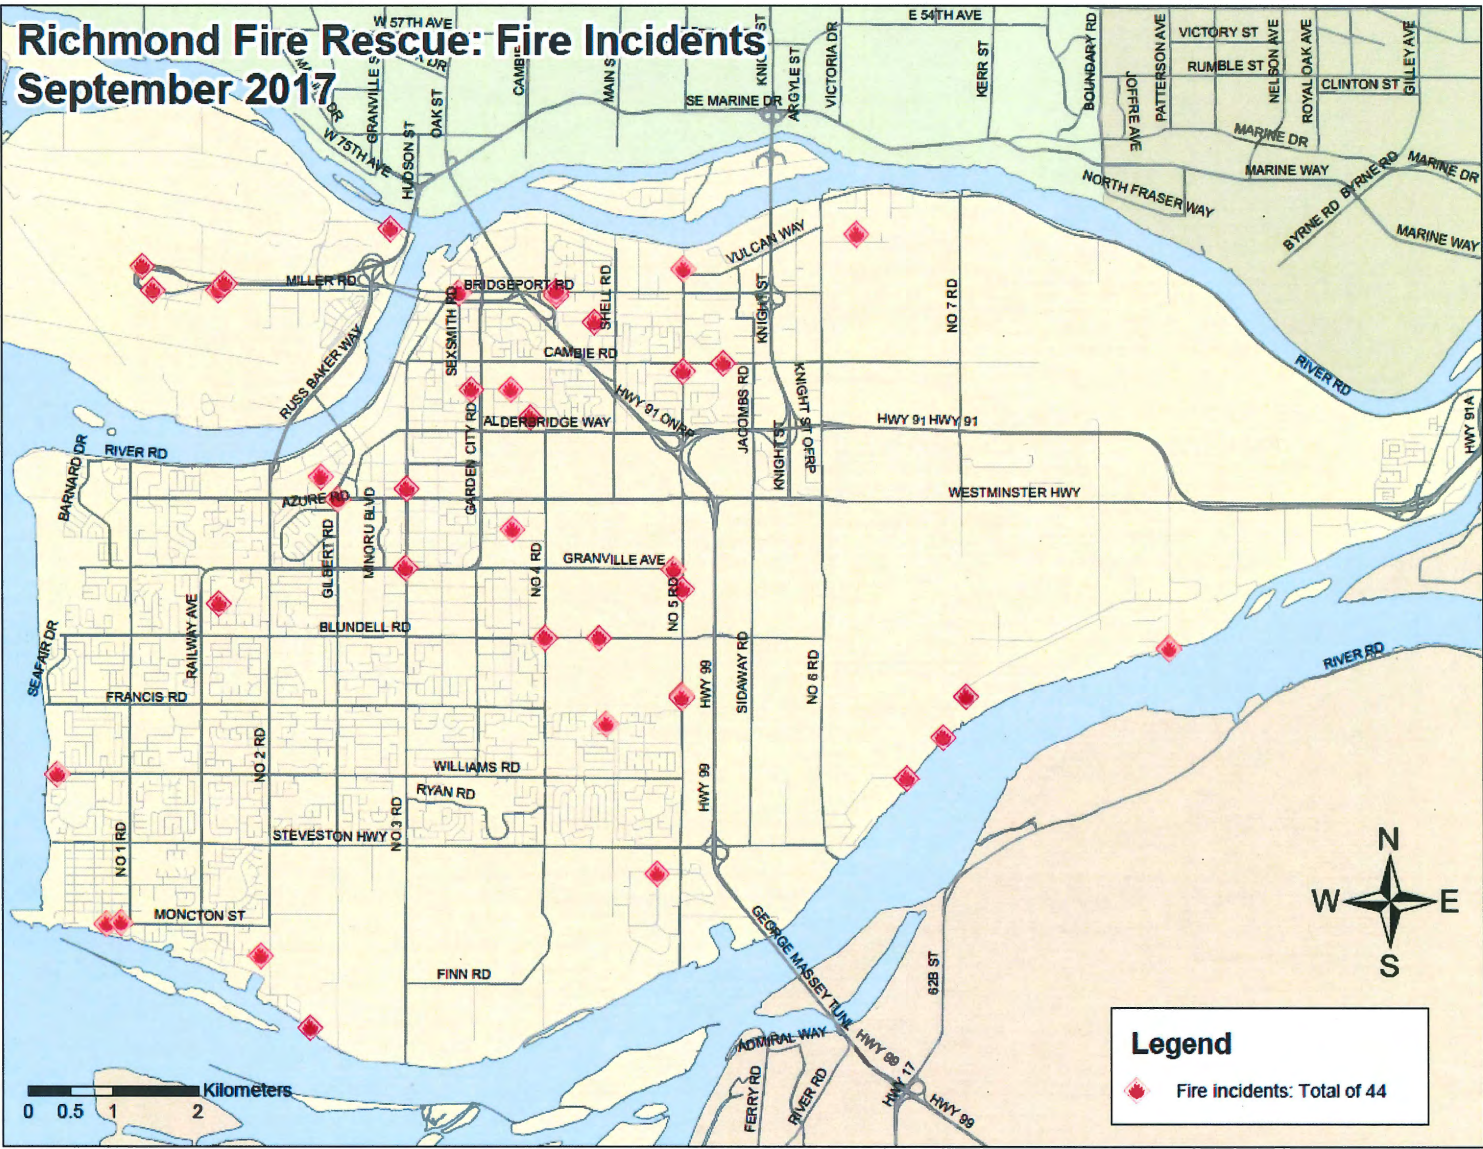 Richmond Fire Rescue: Fire Incidents
September 2017
W 57TH AVE
E 54TH AVE
GRANVILLE S
OAK ST
CAMBIE
MAIN S
KNIG ST
ARGYLE ST
VICTORIA DR
KERR ST
BOUNDARY RD
JOFFRE AVE
PATTERSON AVE
VICTORY ST
RUMBLE ST
NELSON AVE
ROYAL OAK AVE
CLINTON ST
GILLEY AVE
SE MARINE DR
W 75TH AVE
HUDSON ST
MARINE DR
MARINE WAY
BYRNE RD
BYRNE RD
MARINE DR
MARINE WAY
NORTH FRASER WAY
VULCAN WAY
MILLER RD
BRIDGEPORT RD
SEXSMITH RD
SHELL RD
KNIGHT ST
NO 7 RD
CAMBIE RD
RUSS BAKER WAY
HWY 91 ONRP
JACOBBS RD
KNIGHT ST OFRP
KNIGHT ST
RIVER RD
HWY 91A
ALDERBRIDGE WAY
HWY 91 HWY 91
GARDEN CITY RD
BARNARD DR
RIVER RD
AZURE RD
WESTMINSTER HWY
GILBERT RD
MINORU BLVD
NO 4 RD
GRANVILLE AVE
NO 5 RD
RAILWAY AVE
BLUNDELL RD
SEAFAIR DR
HWY 99
SIDAWAY RD
NO 6 RD
RIVER RD
FRANCIS RD
NO 2 RD
WILLIAMS RD
RYAN RD
HWY 99
NO 1 RD
STEVESTON HWY
NO 3 RD
MONCTON ST
FINN RD
GEORGE MASSEY TUNL
62B ST
ADMIRAL WAY
HWY 99
FERRY RD
RIVER RD
HWY 17
HWY 99
N
W
E
S
Legend
Fire incidents: Total of 44
Kilometers
0 0.5 1 2